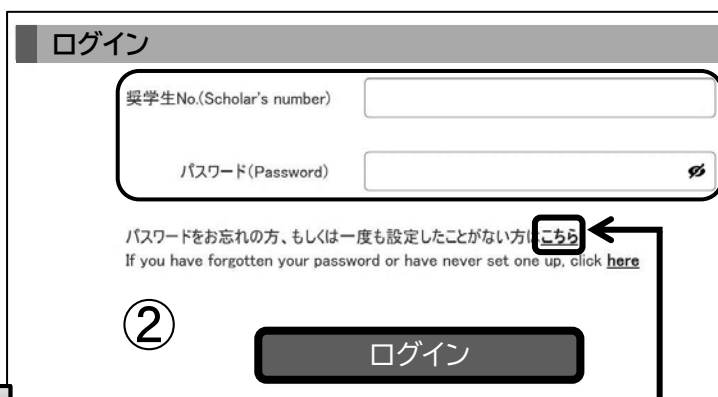 ログイン
奨学生No.(Scholar's number)
パスワード(Password)
パスワードをお忘れの方、もしくは一度も設定したことがない方はこちら
If you have forgotten your password or have never set one up, click here
②
ログイン